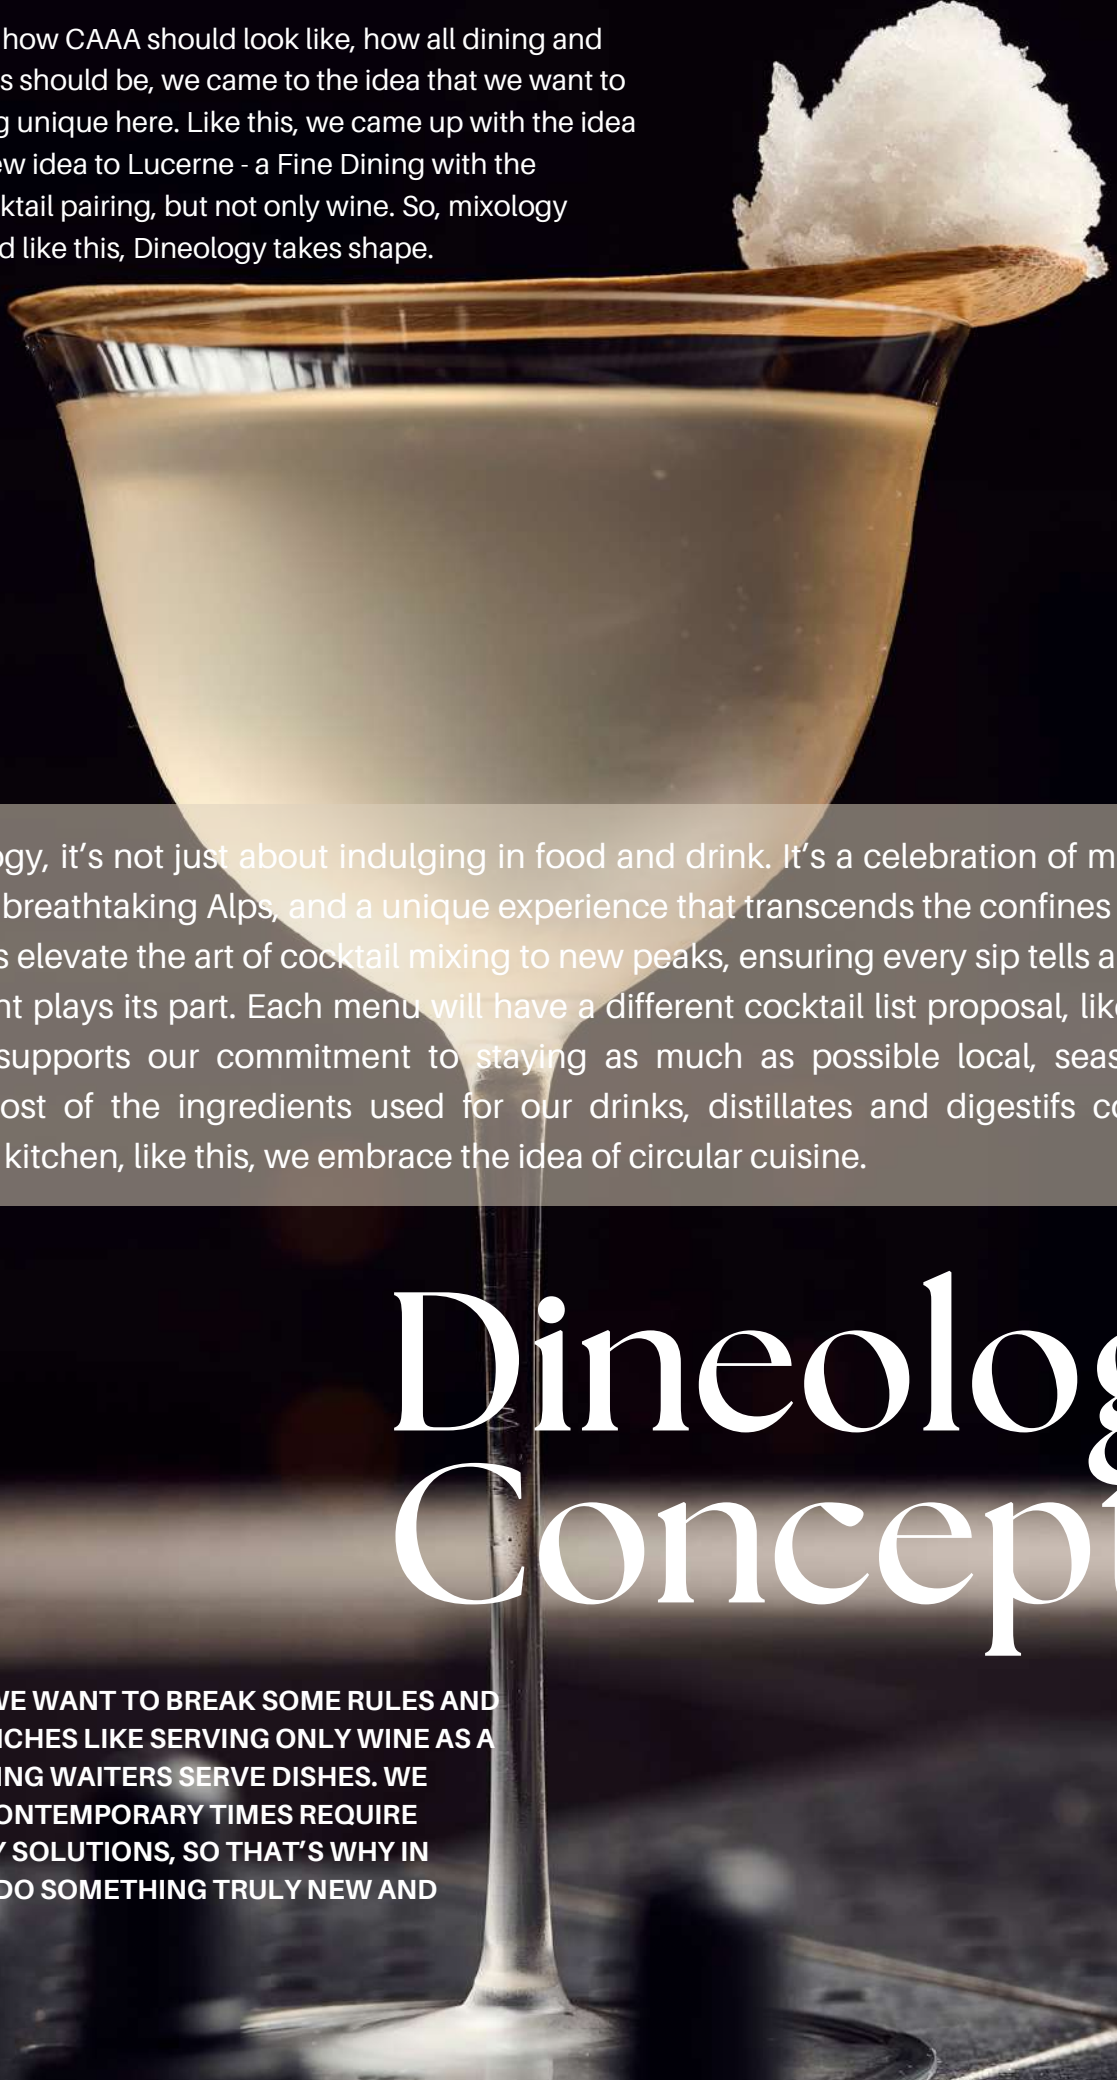 how CAAA should look like, how all dining and
s should be, we came to the idea that we want to
g unique here. Like this, we came up with the idea
ew idea to Lucerne - a Fine Dining with the
ktail pairing, but not only wine. So, mixology
d like this, Dineology takes shape.
ogy, it’s not just about indulging in food and drink. It’s a celebration of m
breathtaking Alps, and a unique experience that transcends the confines
s elevate the art of cocktail mixing to new peaks, ensuring every sip tells a
nt plays its part. Each menu will have a different cocktail list proposal, like
supports our commitment to staying as much as possible local, seas
ost of the ingredients used for our drinks, distillates and digestifs co
kitchen, like this, we embrace the idea of circular cuisine.
Dineolog
Concept
WE WANT TO BREAK SOME RULES AND
ICHES LIKE SERVING ONLY WINE AS A
ING WAITERS SERVE DISHES. WE
ONTEMPORARY TIMES REQUIRE
Y SOLUTIONS, SO THAT’S WHY IN
DO SOMETHING TRULY NEW AND